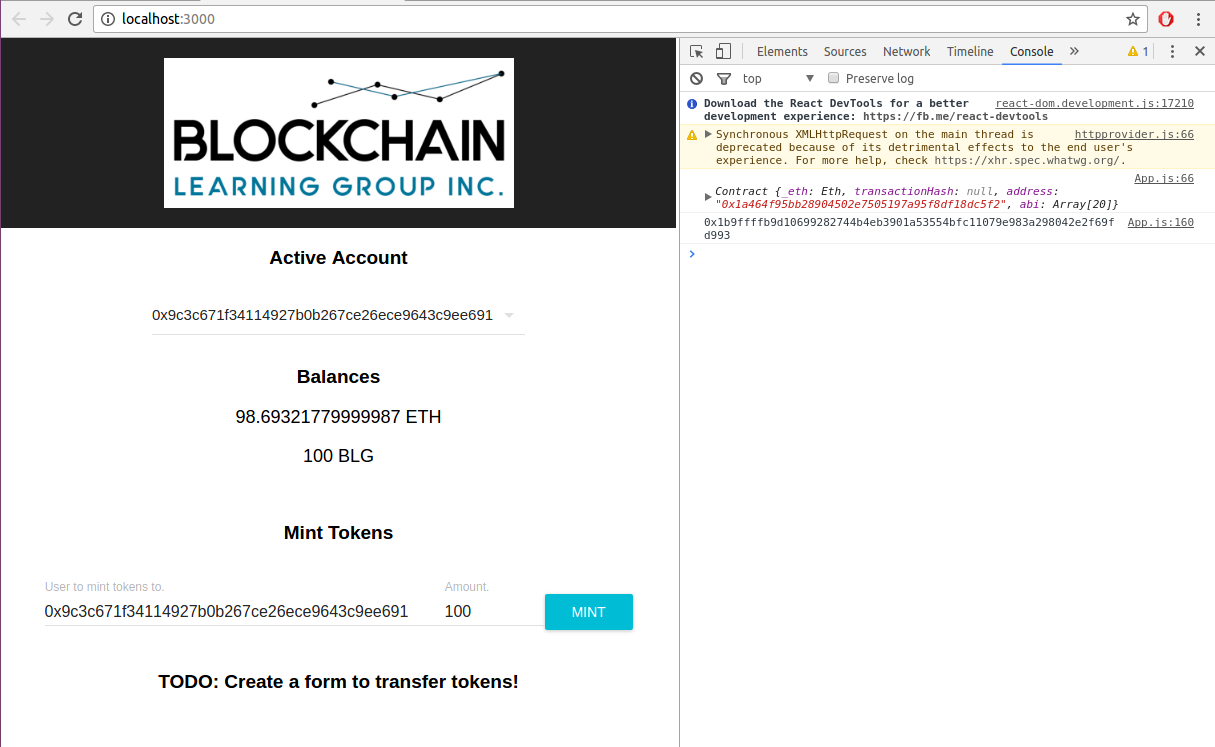 localhost:3000
BLOCKCHAIN
LEARNING GROUP INC.
Active Account
0x9c3c671f34114927b0b267ce26ece9643c9ee691
Balances
98.69321779999987 ETH
100 BLG
Mint Tokens
User to mint tokens to.
Amount.
0x9c3c671f34114927b0b267ce26ece9643c9ee691
100
MINT
TODO: Create a form to transfer tokens!
Elements Sources Network Timeline Console » 1
top Preserve log
Download the React DevTools for a better react-dom.development.js:17210
development experience: https://fb.me/react-devtools
Synchronous XMLHttpRequest on the main thread is httpprovider.js:66
deprecated because of its detrimental effects to the end user's
experience. For more help, check https://xhr.spec.whatwg.org/.
App.js:66
Contract {_eth: Eth, transactionHash: null, address:
"0x1a464f95bb28904502e7505197a95f8df18dc5f2", abi: Array[20]}
0x1b9ffffb9d10699282744b4eb3901a53554bfc11079e983a298042e2f69f App.js:160
d993